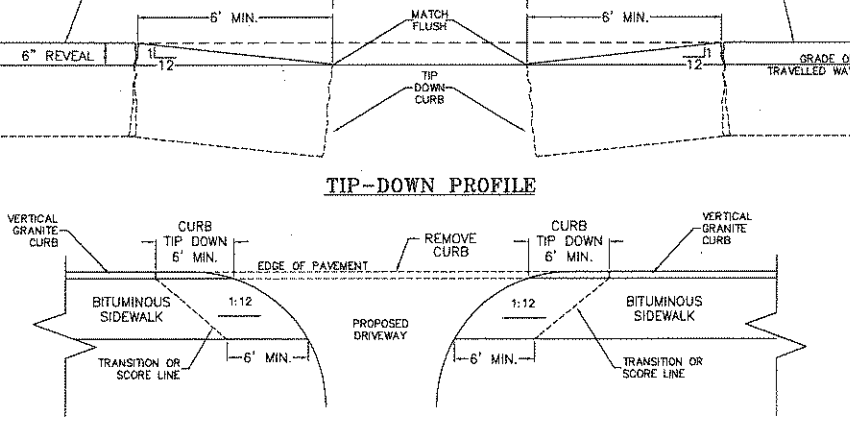 6' MIN.
MATCH
FLUSH
6' MIN.
6" REVEAL
1
12
TIP
DOWN
CURB
1
12
GRADE O
TRAVELLED WA
TIP-DOWN PROFILE
VERTICAL
GRANITE
CURB
CURB
TIP DOWN
6' MIN.
EDGE OF PAVEMENT
REMOVE
CURB
CURB
TIP DOWN
6' MIN.
VERTICAL
GRANITE
CURB
BITUMINOUS
SIDEWALK
1:12
PROPOSED
DRIVEWAY
1:12
BITUMINOUS
SIDEWALK
TRANSITION OR
SCORE LINE
6' MIN.
6' MIN.
TRANSITION OR
SCORE LINE